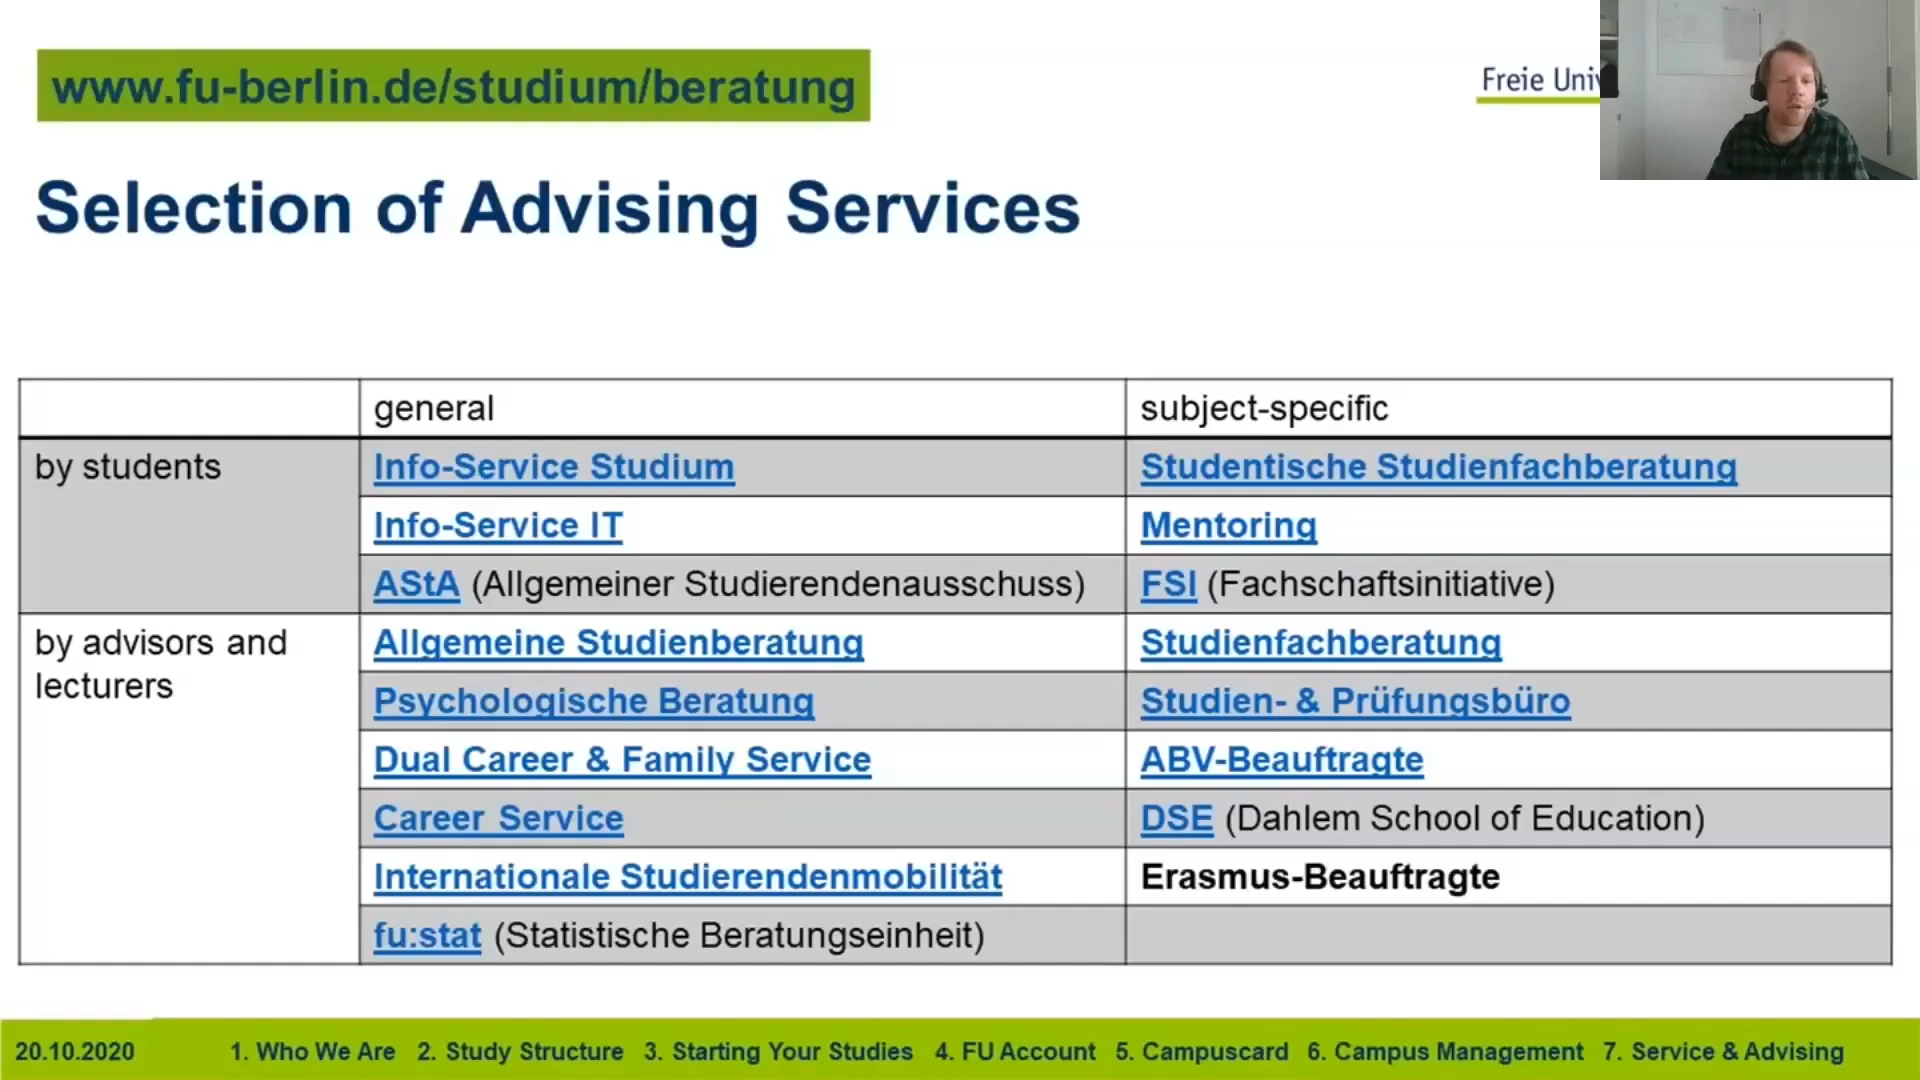 www.fu-berlin.de/studium/beratung
Freie
Selection of Advising Services
general
subject-specific
by students
Info-Service Studium
Studentische Studienfachberatung
Info-Service IT
Mentoring
AStA (Allgemeiner Studierendenausschuss)
FSI (Fachschaftsinitiative)
by advisors and
lecturers
Allgemeine Studienberatung
Studienfachberatung
Psychologische Beratung
Studien- & Prüfungsbüro
Dual Career & Family Service
ABV-Beauftragte
Career Service
DSE (Dahlem School of Education)
Internationale Studierendenmobilität
Erasmus-Beauftragte
fu:stat (Statistische Beratungseinheit)
20.10.2020 1. Who We Are 2. Study Structure 3. Starting Your Studies 4. FU Account 5. Campuscard 6. Campus Management 7. Service & Advising